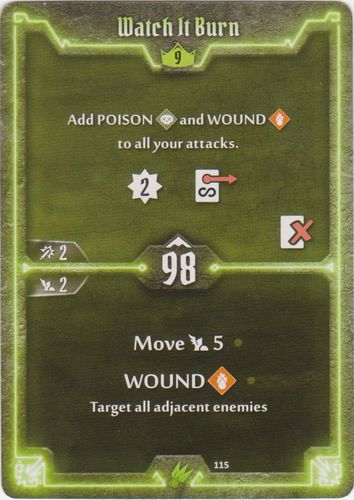 Watch It Burn
9
Add POISON and WOUND
to all your attacks.
2
S
2
98
2
Move 5
WOUND
Target all adjacent enemies
115